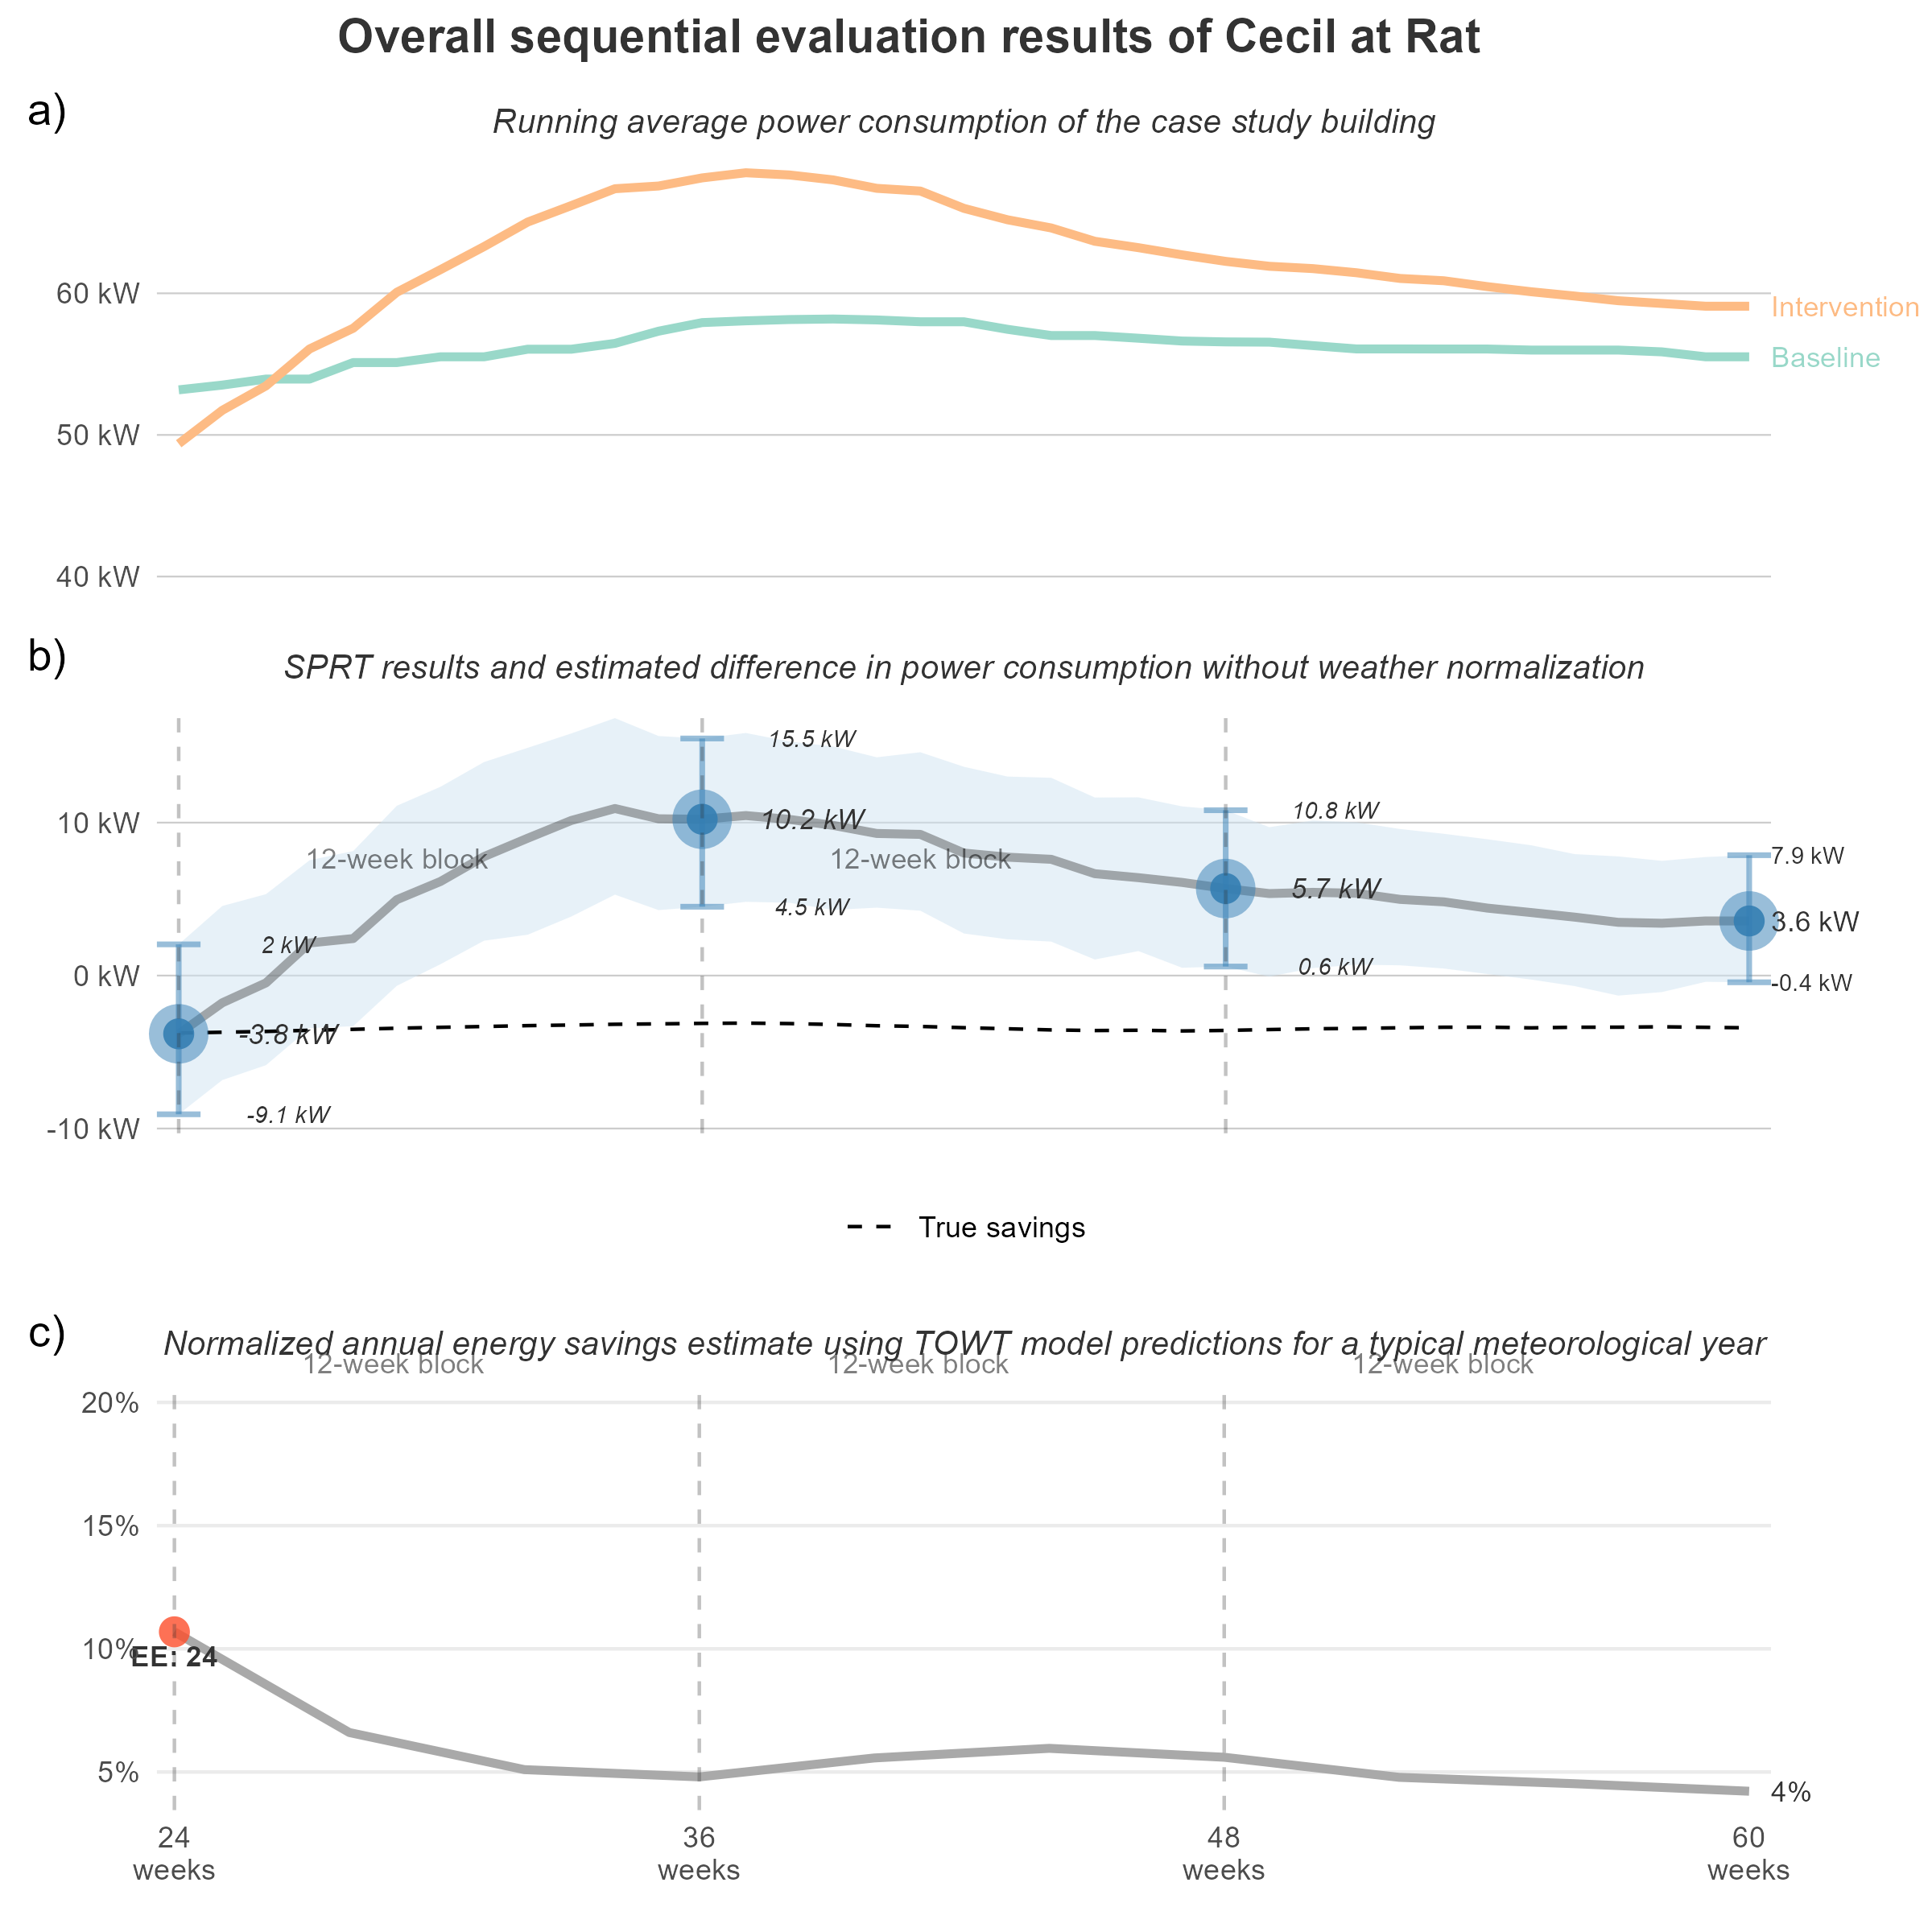 Overall sequential evaluation results of Cecil at Rat
a)
Running average power consumption of the case study building
60 kW
50 kW
40 kW
Intervention
Baseline
b)
SPRT results and estimated difference in power consumption without weather normalization
10 kW
0 kW
-10 kW
12-week block
12-week block
2 kW
-3.8 kW
-9.1 kW
15.5 kW
10.2 kW
4.5 kW
10.8 kW
5.7 kW
0.6 kW
7.9 kW
3.6 kW
-0.4 kW
True savings
c)
Normalized annual energy savings estimate using TOWT model predictions for a typical meteorological year
12-week block
12-week block
12-week block
20%
15%
10%
5%
EE: 24
4%
24
weeks
36
weeks
48
weeks
60
weeks